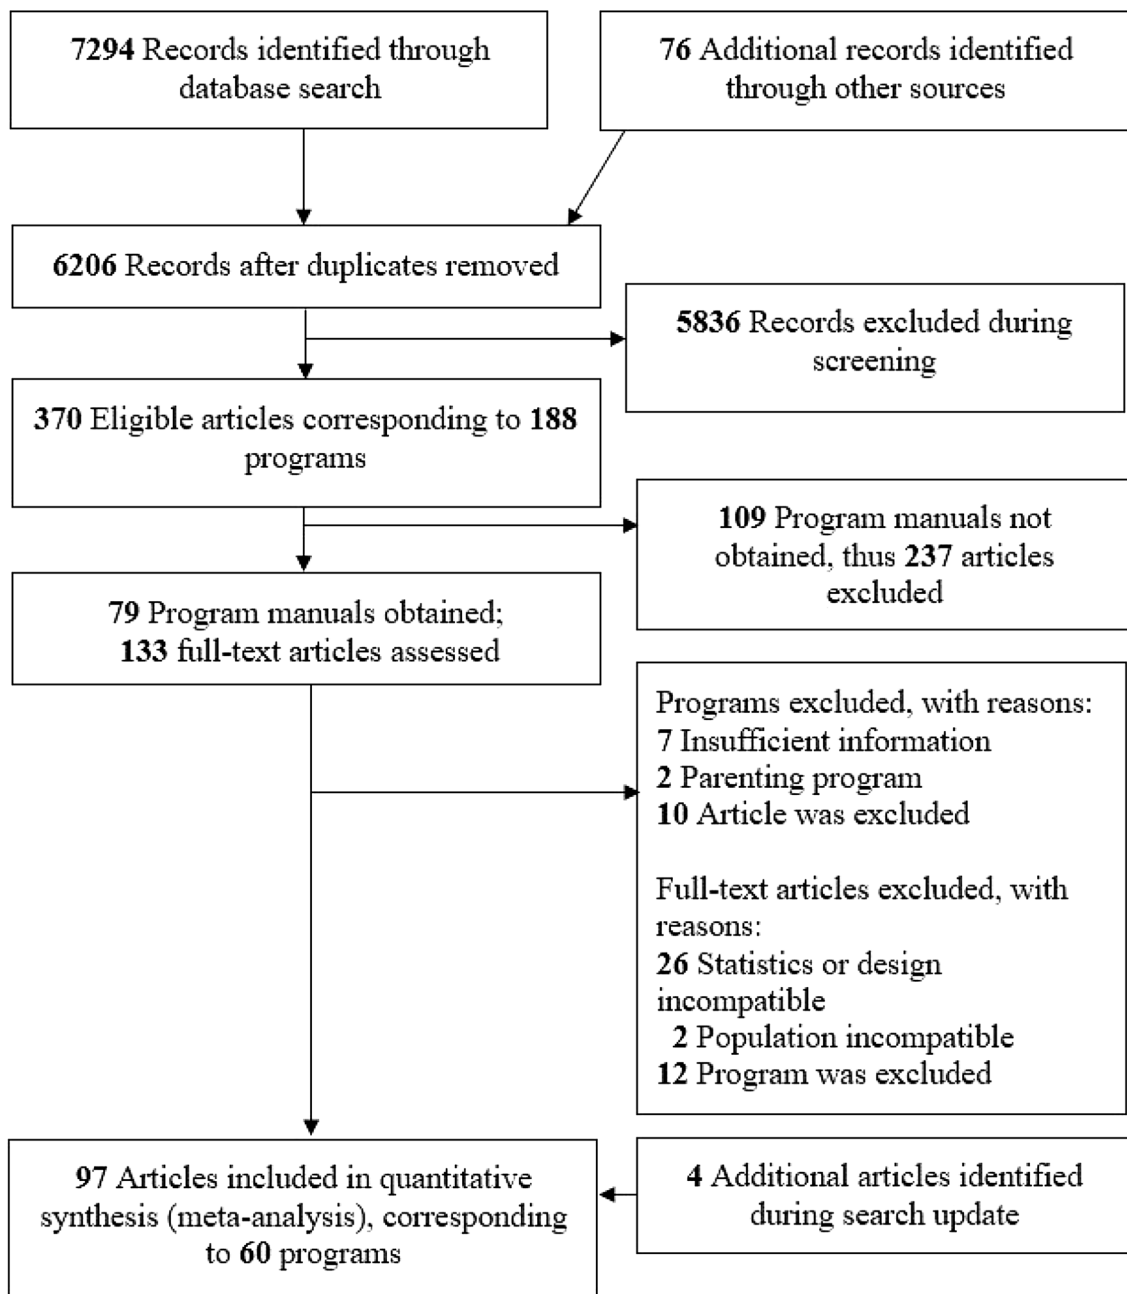 7294 Records identified through
database search
76 Additional records identified
through other sources
6206 Records after duplicates removed
5836 Records excluded during
screening
370 Eligible articles corresponding to 188
programs
109 Program manuals not
obtained, thus 237 articles
excluded
79 Program manuals obtained;
133 full-text articles assessed
Programs excluded, with reasons:
7 Insufficient information
2 Parenting program
10 Article was excluded
Full-text articles excluded, with
reasons:
26 Statistics or design
incompatible
2 Population incompatible
12 Program was excluded
97 Articles included in quantitative
synthesis (meta-analysis), corresponding
to 60 programs
4 Additional articles identified
during search update